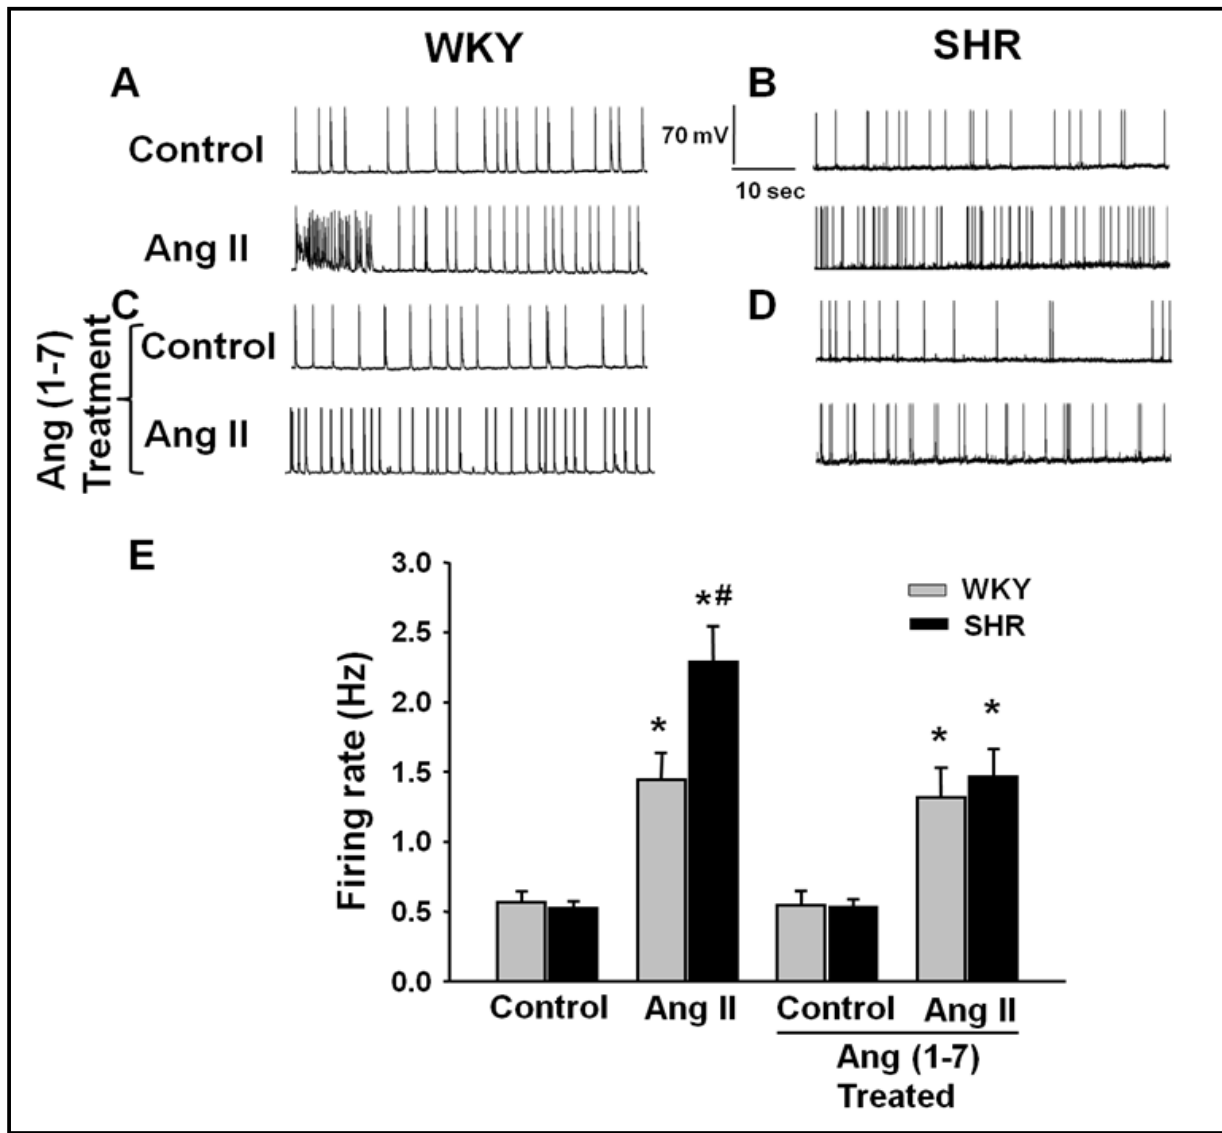 WKY
SHR
A
B
Control
70 mV
10 sec
Ang II
C
D
Ang (1-7)
Treatment
Control
Ang II
E
3.0
2.5
2.0
1.5
1.0
0.5
0.0
Firing rate (Hz)
WKY
SHR
*
*#
*
*
Control
Ang II
Control
Ang II
Ang (1-7)
Treated